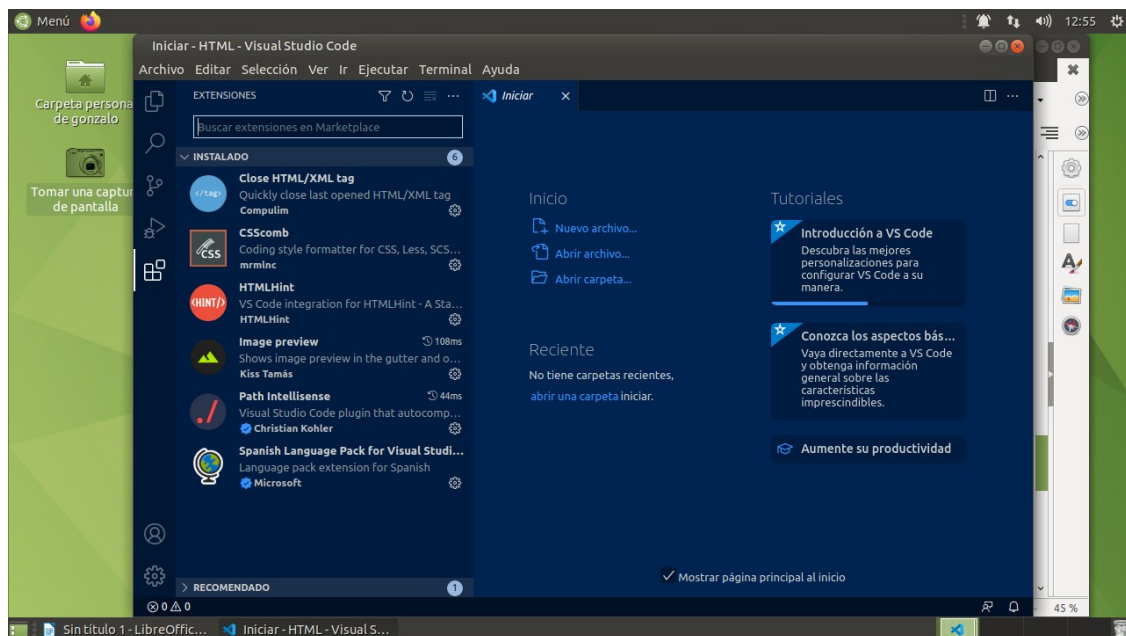 Menú
12:55
Carpeta persona
de gonzalo
Tomar una captur
de pantalla
Iniciar - HTML - Visual Studio Code
Archivo Editar Selección Ver Ir Ejecutar Terminal Ayuda
EXTENSIONES
Buscar extensiones en Marketplace
INSTALADO
6
</tag>
Close HTML/XML tag
Quickly close last opened HTML/XML tag
Compulim
CSS
CSScomb
Coding style formatter for CSS, Less, SCS...
mrmlnc
<HINT/>
HTMLHint
VS Code integration for HTMLHint - A Sta...
HTMLHint
Image preview 108ms
Shows image preview in the gutter and o...
Kiss Tamás
./
Path Intellisense 44ms
Visual Studio Code plugin that autocomp...
Christian Kohler
Spanish Language Pack for Visual Studi...
Language pack extension for Spanish
Microsoft
RECOMENDADO
1
Iniciar
Inicio
Nuevo archivo...
Abrir archivo...
Abrir carpeta...
Reciente
No tiene carpetas recientes,
abrir una carpeta iniciar.
Tutoriales
Introducción a VS Code
Descubra las mejores
personalizaciones para
configurar VS Code a su
manera.
Conozca los aspectos bás...
Vaya directamente a VS Code
y obtenga información
general sobre las
características
imprescindibles.
Aumente su productividad
Mostrar página principal al inicio
0 0
45 %
Sin título 1 - LibreOffic...
Iniciar - HTML - Visual S...